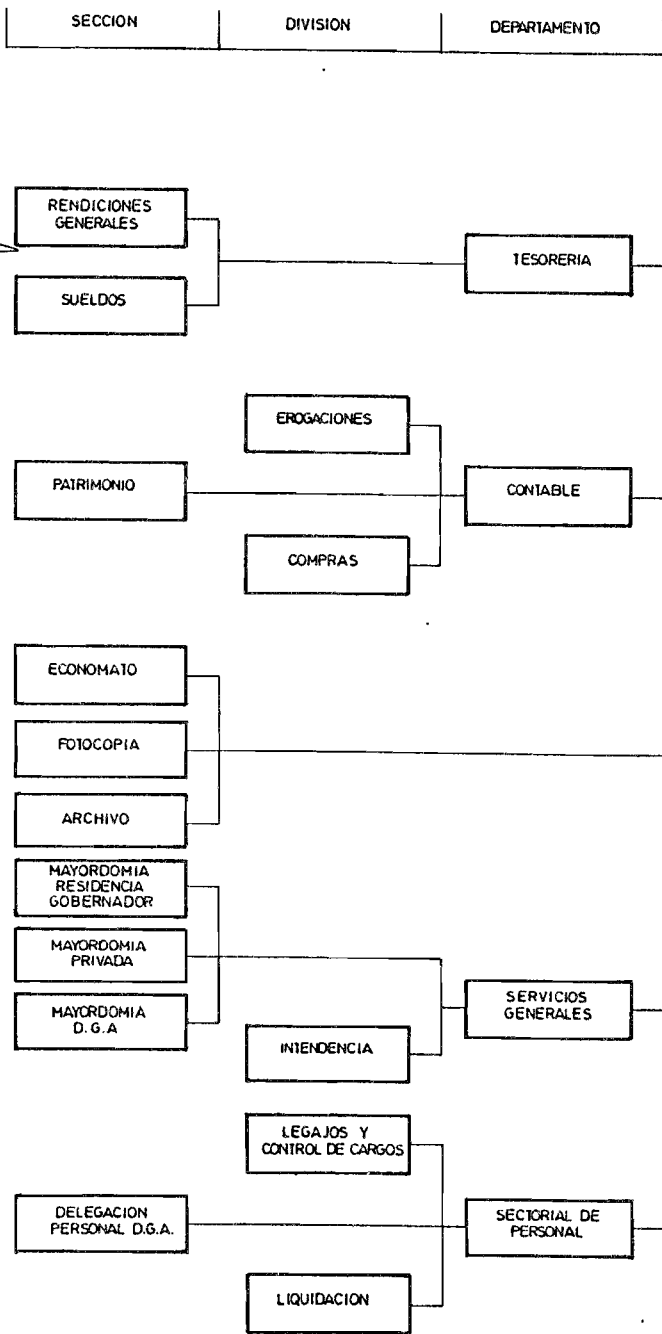 SECCION
DIVISION
DEPARTAMENTO
RENDICIONES
GENERALES
SUELDOS
TESORERIA
EROGACIONES
PATRIMONIO
CONTABLE
COMPRAS
ECONOMATO
FOTOCOPIA
ARCHIVO
MAYORDOMIA
RESIDENCIA
GOBERNADOR
MAYORDOMIA
PRIVADA
MAYORDOMIA
D.G.A
SERVICIOS
GENERALES
INTENDENCIA
LEGAJOS Y
CONTROL DE CARGOS
DELEGACION
PERSONAL D.G.A.
SECTORIAL DE
PERSONAL
LIQUIDACION